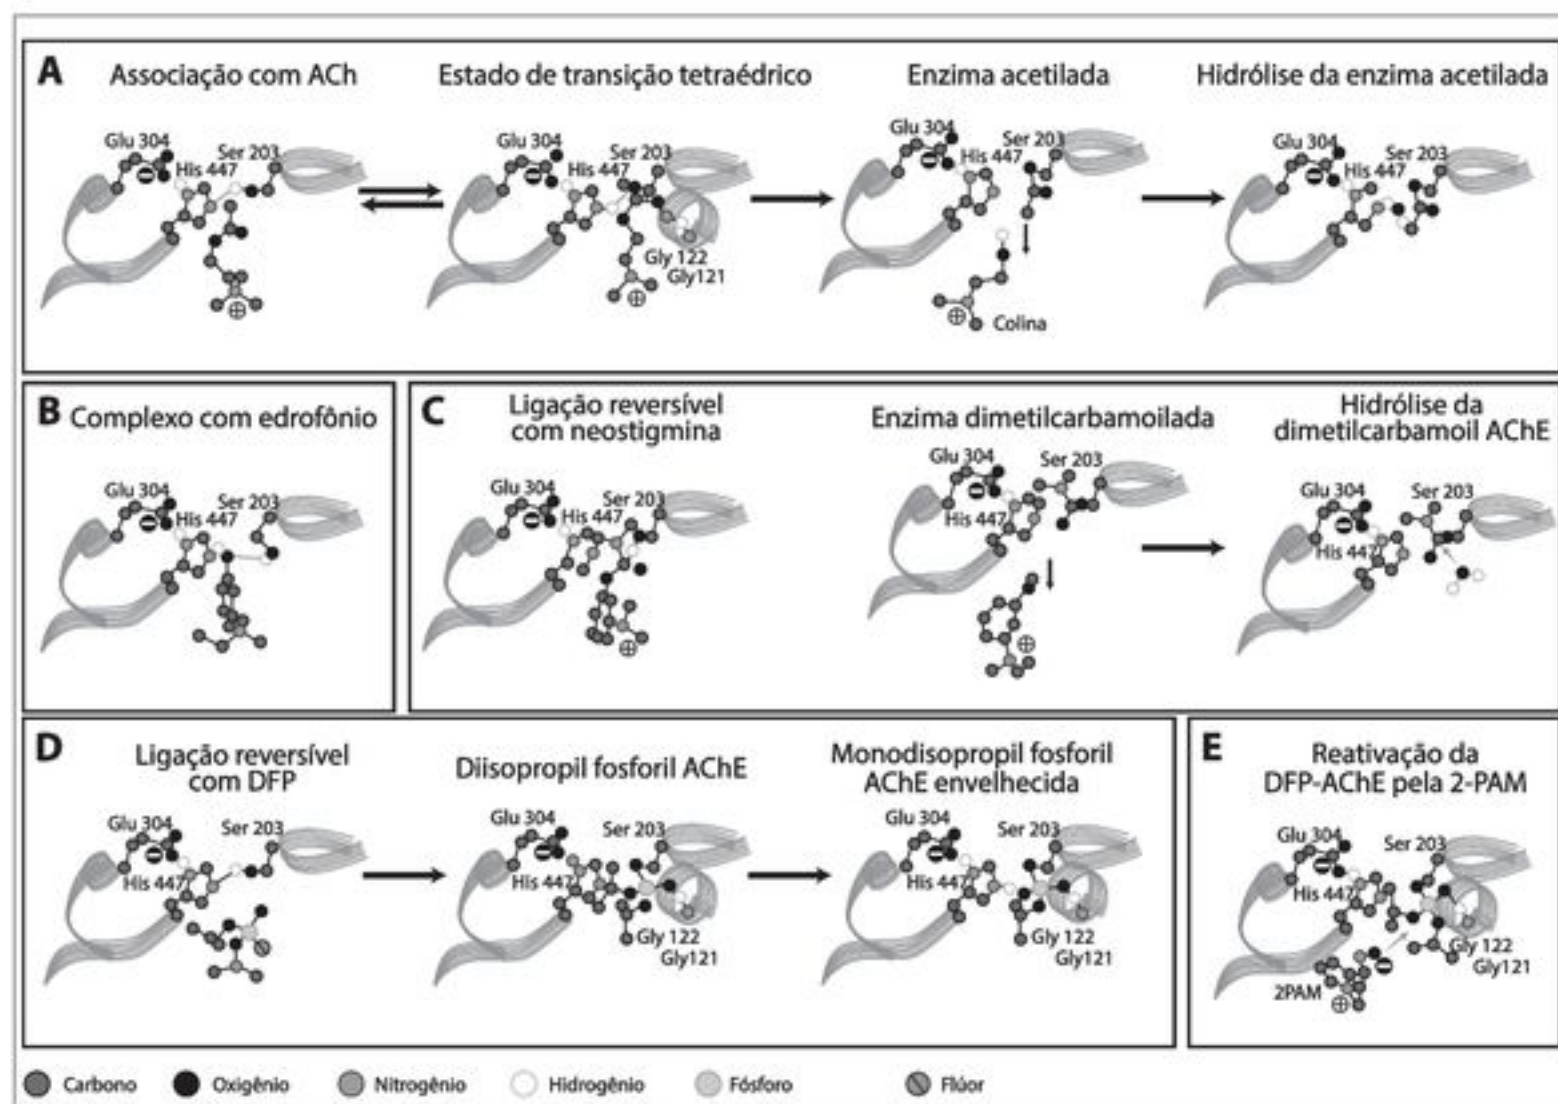 A
Associação com ACh
Estado de transição tetraédrico
Enzima acetilada
Hidrólise da enzima acetilada
Glu 304
His 447
Ser 203
Glu 304
His 447
Ser 203
Gly 122
Gly121
Glu 304
His 447
Ser 203
Colina
Glu 304
His 447
Ser 203
B
Complexo com edrofônio
Glu 304
His 447
Ser 203
C
Ligação reversível
com neostigmina
Enzima dimetilcarbamoilada
Hidrólise da
dimetilcarbamoil AChE
Glu 304
His 447
Ser 203
Glu 304
His 447
Ser 203
Glu 304
His 447
Ser 203
D
Ligação reversível
com DFP
Diisopropil fosforil AChE
Monodisopropil fosforil
AChE envelhecida
Glu 304
His 447
Ser 203
Glu 304
His 447
Ser 203
Gly 122
Gly121
Glu 304
His 447
Ser 203
Gly 122
Gly121
E
Reativação da
DFP-AChE pela 2-PAM
Glu 304
His 447
Ser 203
Gly 122
Gly121
2PAM
Carbono
Oxigênio
Nitrogênio
Hidrogênio
Fósforo
Flúor